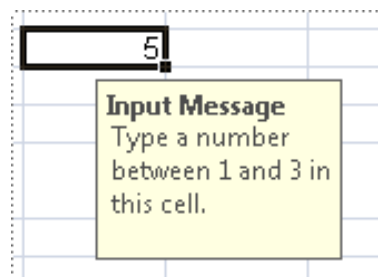 5
Input Message
Type a number
between 1 and 3 in
this cell.